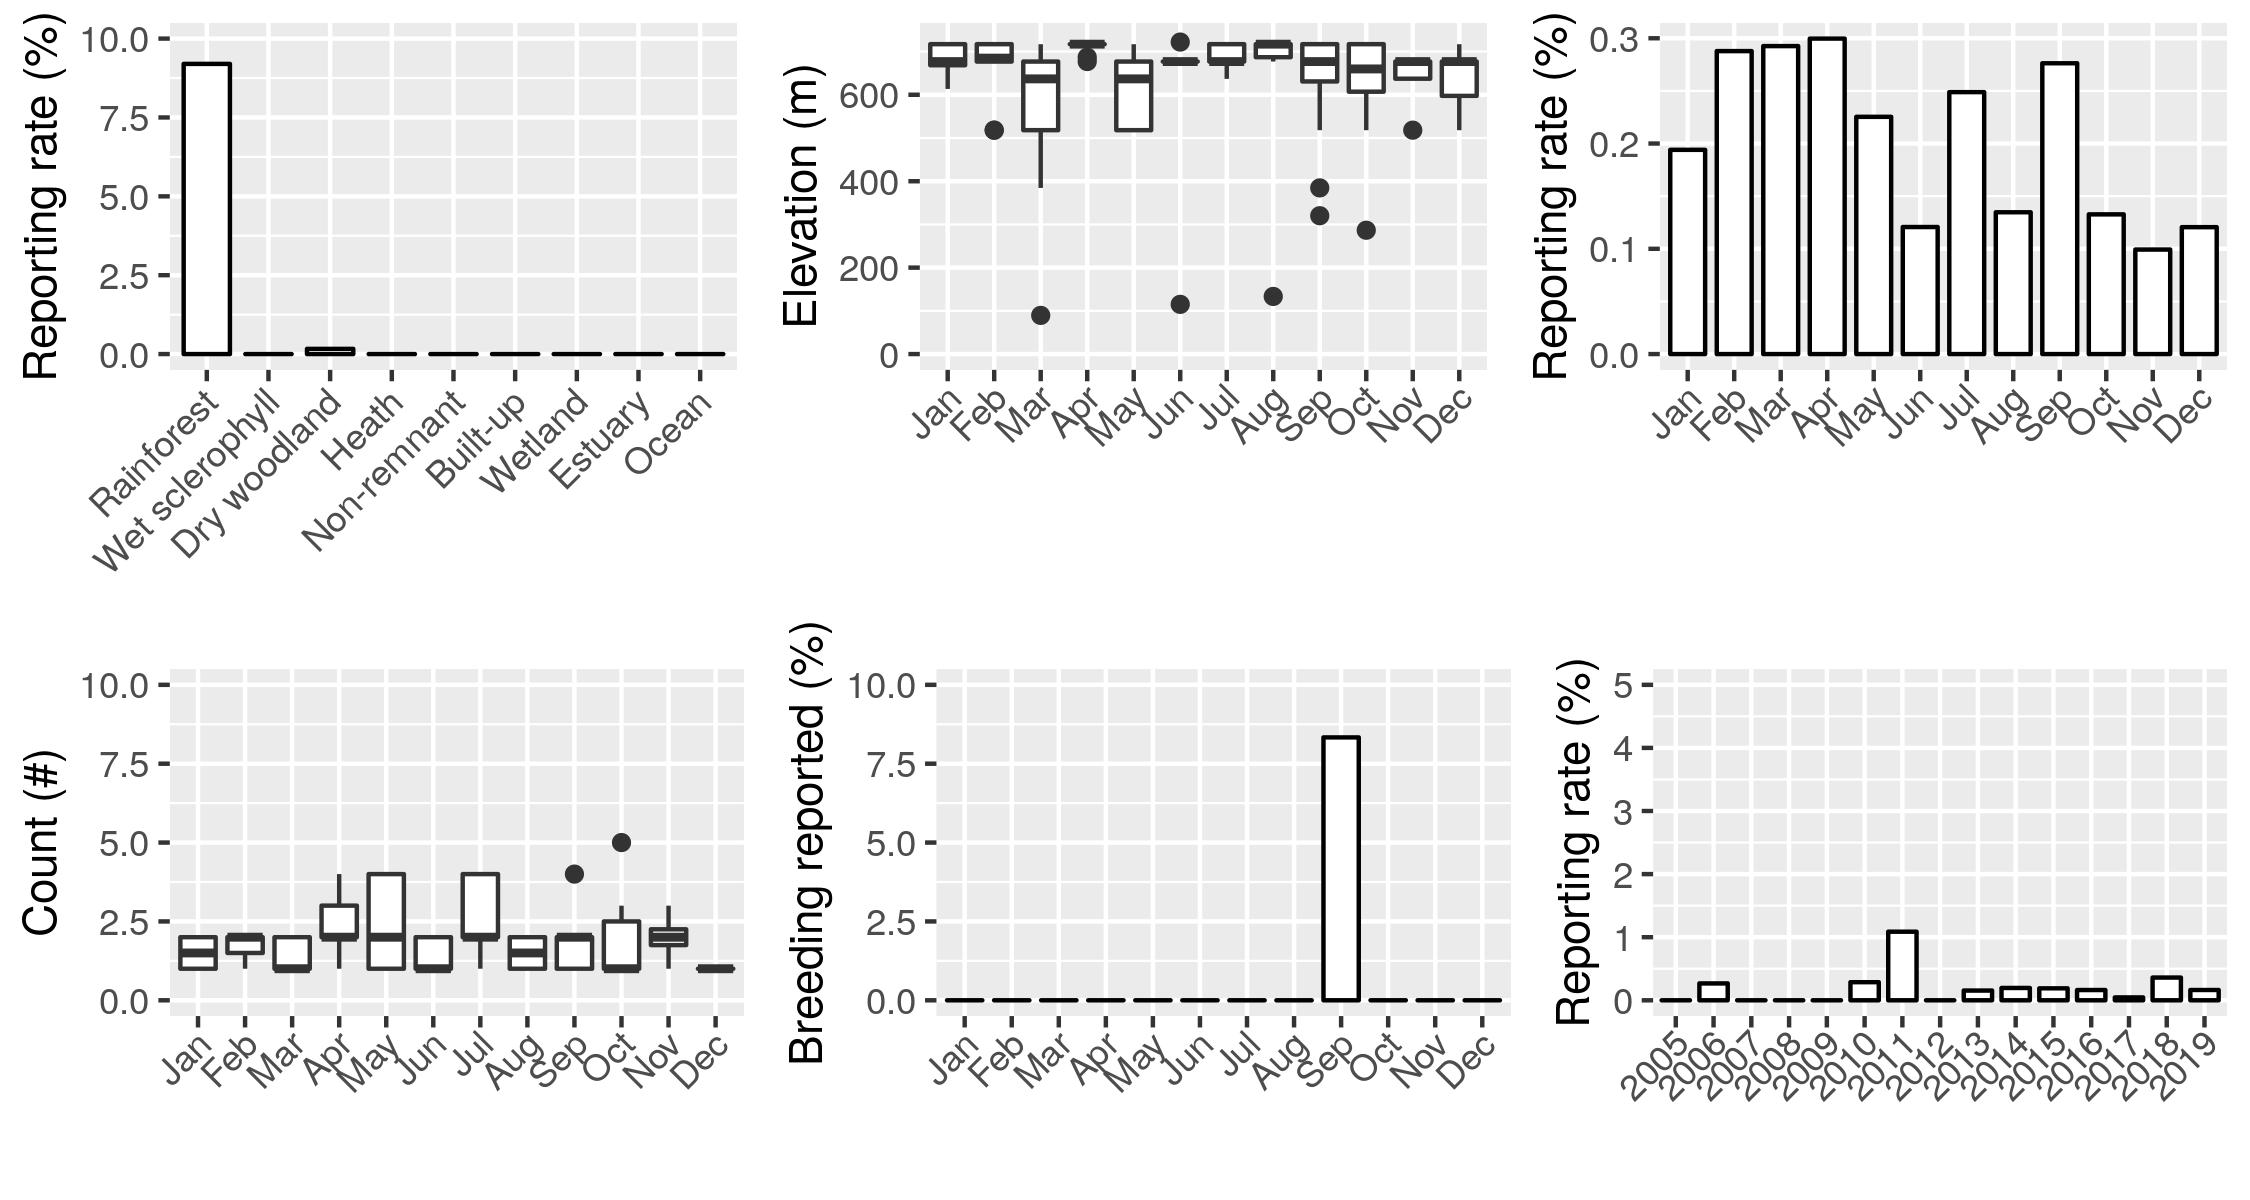 Reporting rate (%)
10.0
7.5
5.0
2.5
0.0
Rainforest
Wet sclerophyll
Dry woodland
Heath
Non-remnant
Built-up
Wetland
Estuary
Ocean
Elevation (m)
600
400
200
0
Jan
Feb
Mar
Apr
May
Jun
Jul
Aug
Sep
Oct
Nov
Dec
Reporting rate (%)
0.3
0.2
0.1
0.0
Jan
Feb
Mar
Apr
May
Jun
Jul
Aug
Sep
Oct
Nov
Dec
Count (#)
10.0
7.5
5.0
2.5
0.0
Jan
Feb
Mar
Apr
May
Jun
Jul
Aug
Sep
Oct
Nov
Dec
Breeding reported (%)
10.0
7.5
5.0
2.5
0.0
Jan
Feb
Mar
Apr
May
Jun
Jul
Aug
Sep
Oct
Nov
Dec
Reporting rate (%)
5
4
3
2
1
0
2005
2006
2007
2008
2009
2010
2011
2012
2013
2014
2015
2016
2017
2018
2019